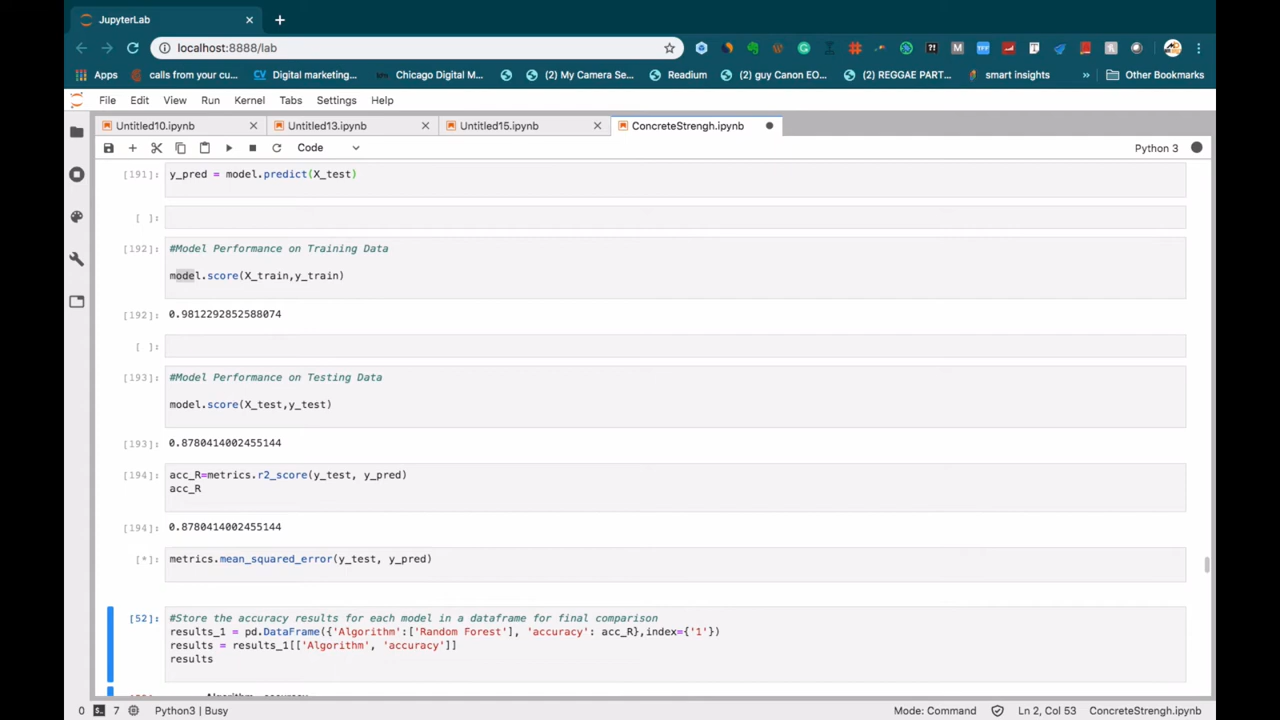 JupyterLab
localhost:8888/lab
Apps calls from your cu... Digital marketing... Chicago Digital M... (2) My Camera Se... Readium (2) guy Canon EO... (2) REGGAE PART... smart insights » Other Bookmarks
File Edit View Run Kernel Tabs Settings Help
Untitled10.ipynb Untitled13.ipynb Untitled15.ipynb ConcreteStrengh.ipynb
Code Python 3
[191]: y_pred = model.predict(X_test)
[ ]:
[192]: #Model Performance on Training Data
model.score(X_train,y_train)
[192]: 0.9812292852588074
[ ]:
[193]: #Model Performance on Testing Data
model.score(X_test,y_test)
[193]: 0.8780414002455144
[194]: acc_R=metrics.r2_score(y_test, y_pred)
acc_R
[194]: 0.8780414002455144
[*]: metrics.mean_squared_error(y_test, y_pred)
[52]: #Store the accuracy results for each model in a dataframe for final comparison
results_1 = pd.DataFrame({'Algorithm':['Random Forest'], 'accuracy': acc_R},index={'1'})
results = results_1[['Algorithm', 'accuracy']]
results
Algorithm accuracy
0 7 Python3 | Busy Mode: Command Ln 2, Col 53 ConcreteStrengh.ipynb